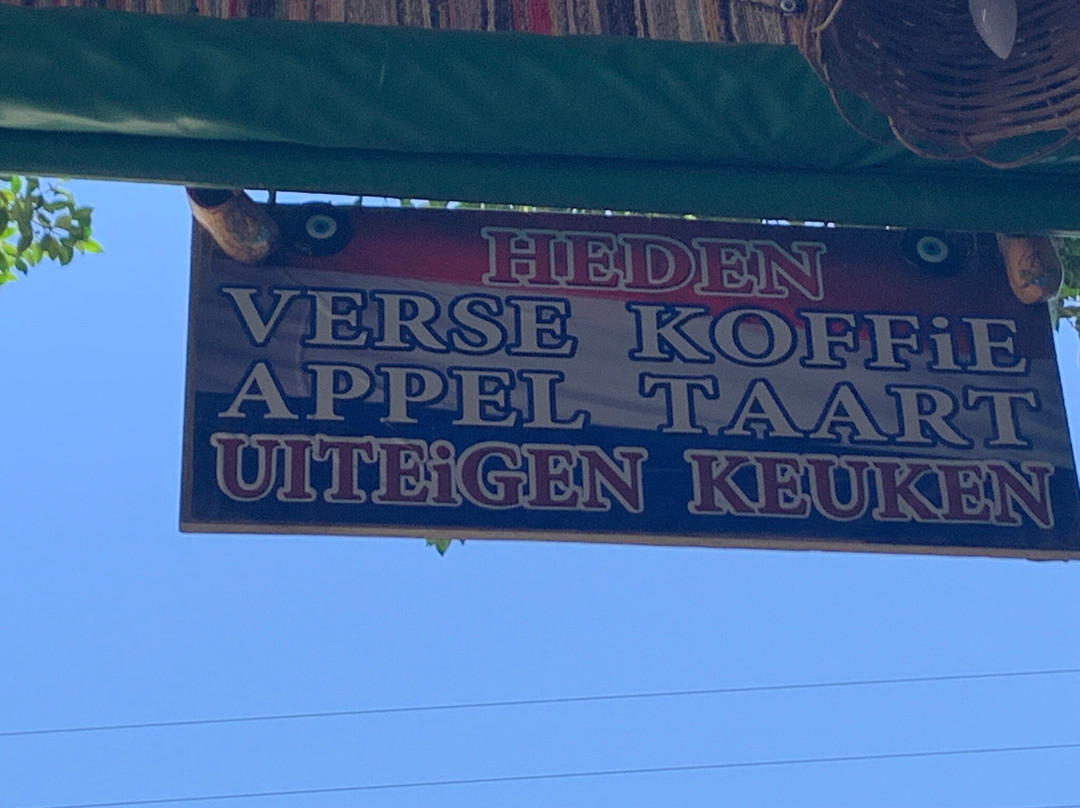 HEDEN
VERSE KOFFiE
APPEL TAART
UITEiGEN KEUKEN